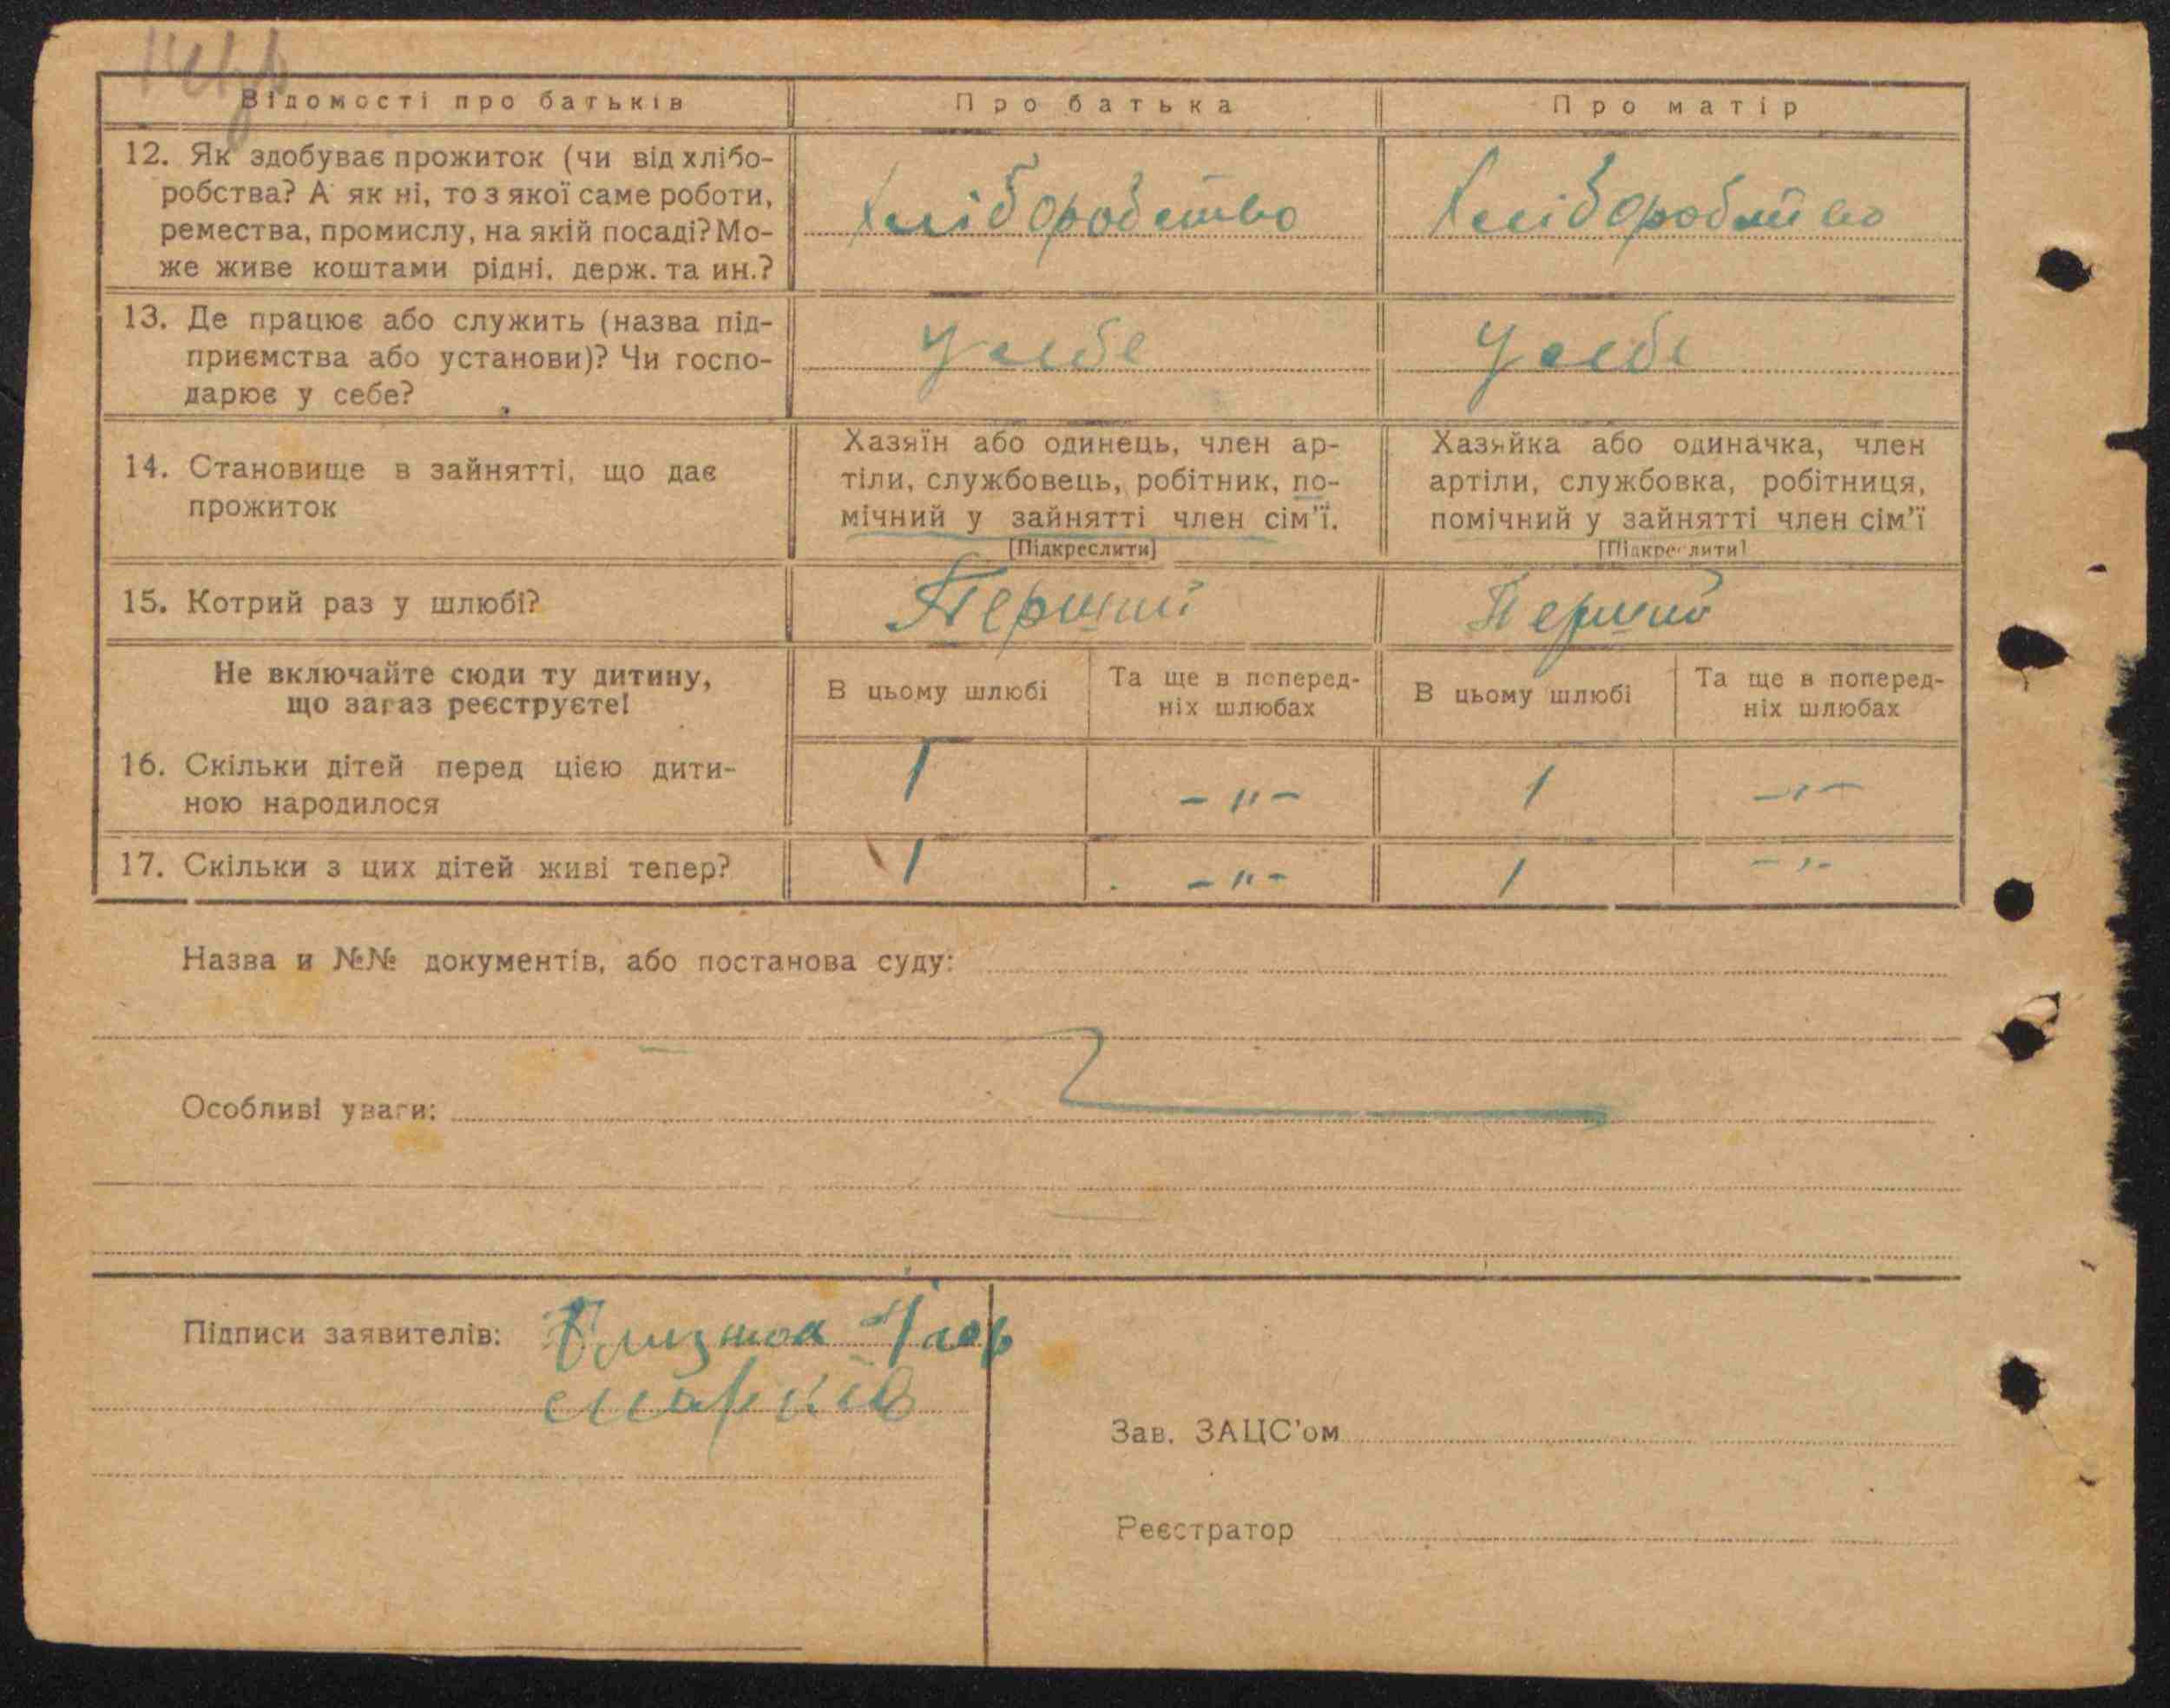 Відомості про батьків
Про батька
Про матір
12. Як здобуває прожиток (чи від хлібо-
робства? А як ні, то з якої саме роботи,
ремества, промислу, на якій посаді? Мо-
же живе коштами рідні, держ. та ин.?
Хліборобство
Хліборобство
13. Де працює або служить (назва під-
приємства або установи)? Чи госпо-
дарює у себе?
У себе
У себе
14. Становище в зайнятті, що дає
прожиток
Хазяїн або одинець, член ар-
тіли, службовець, робітник, по-
мічний у зайнятті член сім'ї.
[Підкреслити]
Хазяйка або одиначка, член
артіли, службовка, робітниця,
помічний у зайнятті член сім'ї
[Підкреслити]
15. Котрий раз у шлюбі?
Перший
Перший
Не включайте сюди ту дитину,
що зараз реєструєте!
В цьому шлюбі
Та ще в поперед-
ніх шлюбах
В цьому шлюбі
Та ще в поперед-
ніх шлюбах
16. Скільки дітей перед цією дити-
ною народилося
1
-"-
1
-"-
17. Скільки з цих дітей живі тепер?
1
-"-
1
-"-
Назва и №№ документів, або постанова суду:
Особливі уваги:
Підписи заявителів:
Зав. ЗАЦС'ом
Реєстратор